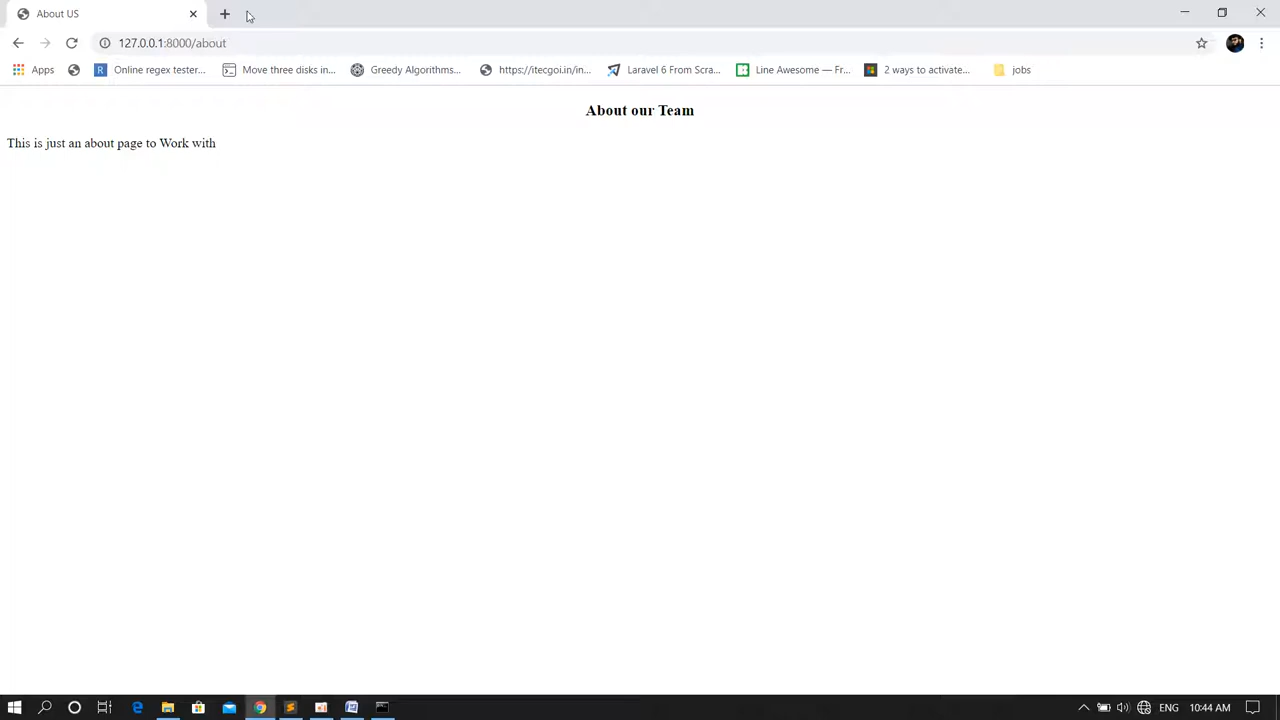 About US
127.0.0.1:8000/about
Apps
Online regex tester...
Move three disks in...
Greedy Algorithms...
https://itecgoi.in/in...
Laravel 6 From Scra...
Line Awesome — Fr...
2 ways to activate...
jobs
About our Team
This is just an about page to Work with
ENG
10:44 AM